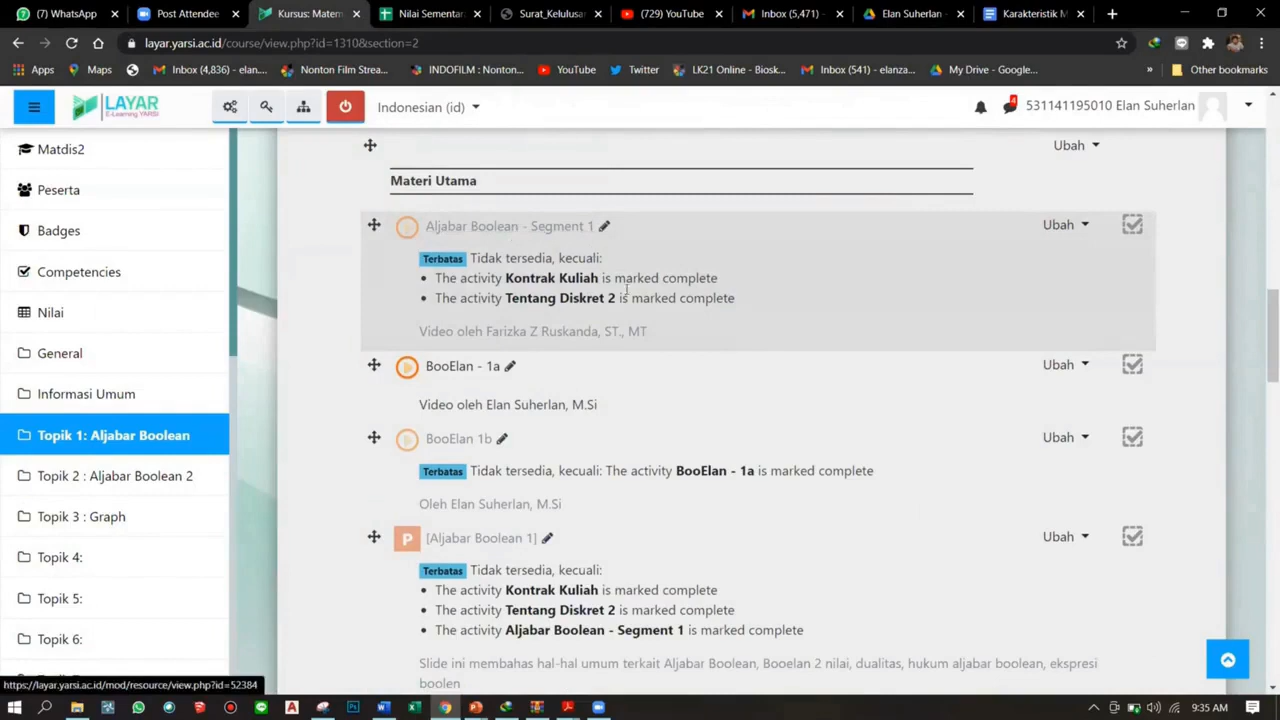 WhatsApp
Post Attendee
Kursus: Matem
Nilai Sementar
Surat_Kelulusar
(729) YouTube
Inbox (5,471)
Elan Suherlan
Karakteristik M
layar.yarsi.ac.id/course/view.php?id=1310&section=2
Apps
Maps
Inbox (4,836) - elan...
Nonton Film Strea...
INDOFILM : Nonton...
YouTube
Twitter
LK21 Online - Biosk...
Inbox (541) - elanza...
My Drive - Google...
»
Other bookmarks
LAYAR
E-Learning YARSI
Indonesian (id)
4
531141195010 Elan Suherlan
Matdis2
Peserta
Badges
Competencies
Nilai
General
Informasi Umum
Topik 1: Aljabar Boolean
Topik 2 : Aljabar Boolean 2
Topik 3 : Graph
Topik 4:
Topik 5:
Topik 6:
Ubah
Materi Utama
Aljabar Boolean - Segment 1
Ubah
Terbatas Tidak tersedia, kecuali:
• The activity Kontrak Kuliah is marked complete
• The activity Tentang Diskret 2 is marked complete
Video oleh Farizka Z Ruskanda, ST., MT
BooElan - 1a
Ubah
Video oleh Elan Suherlan, M.Si
BooElan 1b
Ubah
Terbatas Tidak tersedia, kecuali: The activity BooElan - 1a is marked complete
Oleh Elan Suherlan, M.Si
P [Aljabar Boolean 1]
Ubah
Terbatas Tidak tersedia, kecuali:
• The activity Kontrak Kuliah is marked complete
• The activity Tentang Diskret 2 is marked complete
• The activity Aljabar Boolean - Segment 1 is marked complete
Slide ini membahas hal-hal umum terkait Aljabar Boolean, Booelan 2 nilai, dualitas, hukum aljabar boolean, ekspresi
boolen
https://layar.yarsi.ac.id/mod/resource/view.php?id=52384
9:35 AM